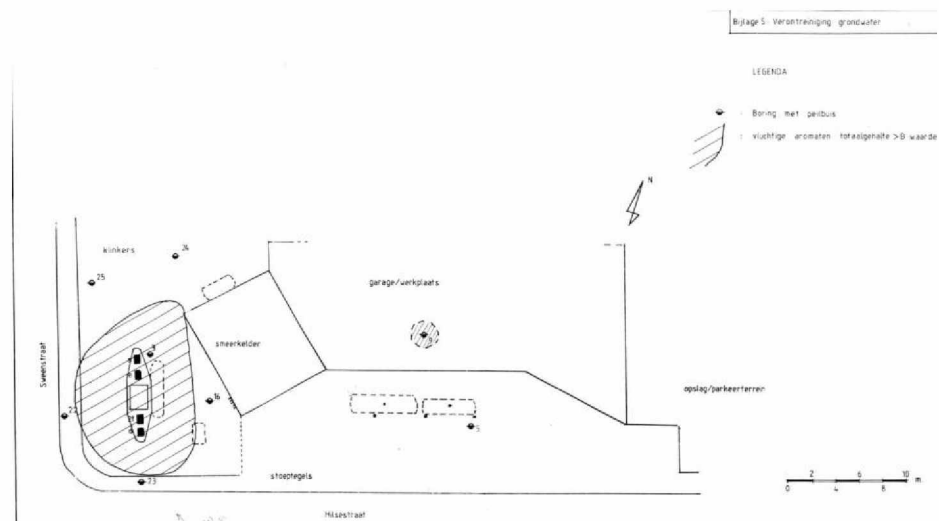 Bijlage 5: Verontreiniging grondwater
LEGENDA
: Boring met peilbuis
: vluchtige aromaten totaalgehalte >B waarde
N
klinkers
24
25
garage/werkplaats
smeerkelder
Sweenstraat
opslag/parkeerterrein
16
22
5
23
stoeptegels
2 6 10
0 4 8 m
Hilsestraat